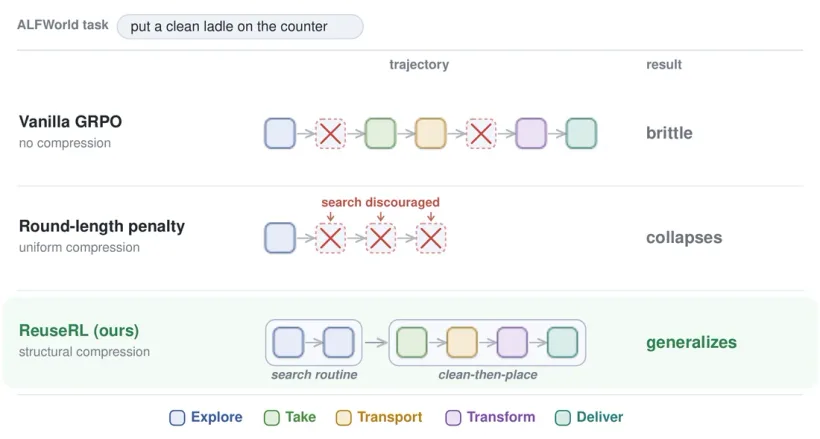 ALFWorld task put a clean ladle on the counter
trajectory result
Vanilla GRPO
no compression
brittle
search discouraged
Round-length penalty
uniform compression
collapses
ReuseRL (ours)
structural compression
generalizes
search routine clean-then-place
Explore Take Transport Transform Deliver